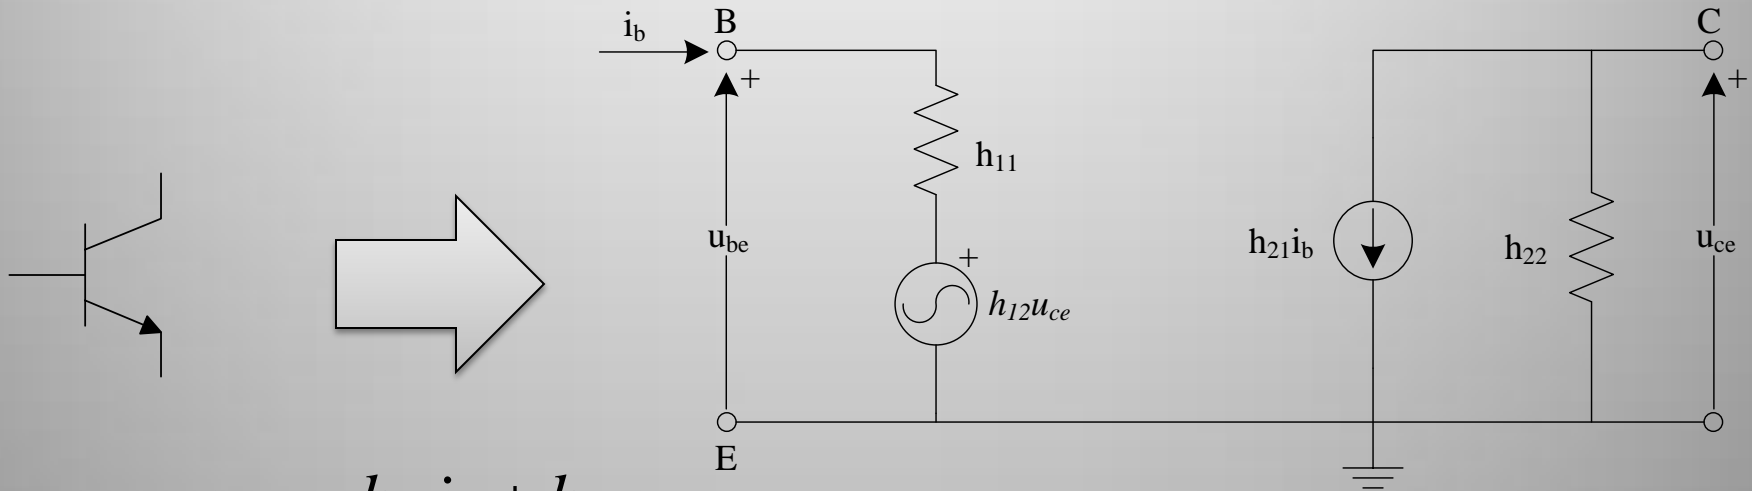 i_b
B
C
+
+
h_11
u_be
h_21i_b
h_22
u_ce
+
h_12u_ce
E